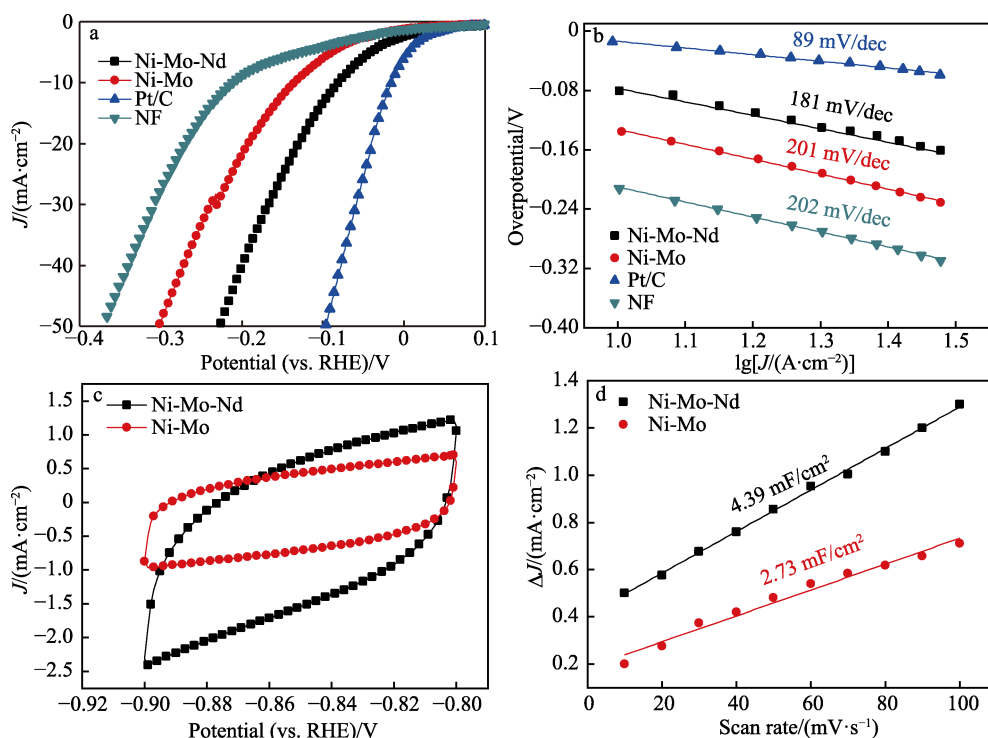 a
Ni-Mo-Nd
Ni-Mo
Pt/C
NF
0
−10
−20
−30
−40
−50
J/(mA·cm⁻²)
−0.4
−0.3
−0.2
−0.1
0
0.1
Potential (vs. RHE)/V
b
89 mV/dec
181 mV/dec
201 mV/dec
202 mV/dec
Ni-Mo-Nd
Ni-Mo
Pt/C
NF
0
−0.08
−0.16
−0.24
−0.32
−0.40
Overpotential/V
1.0
1.1
1.2
1.3
1.4
1.5
lg[J/(A·cm⁻²)]
c
Ni-Mo-Nd
Ni-Mo
1.5
1.0
0.5
0
−0.5
−1.0
−1.5
−2.0
−2.5
J/(mA·cm⁻²)
−0.92
−0.90
−0.88
−0.86
−0.84
−0.82
−0.80
Potential (vs. RHE)/V
d
Ni-Mo-Nd
Ni-Mo
4.39 mF/cm²
2.73 mF/cm²
1.4
1.2
1.0
0.8
0.6
0.4
0.2
ΔJ/(mA·cm⁻²)
0
20
40
60
80
100
Scan rate/(mV·s⁻¹)